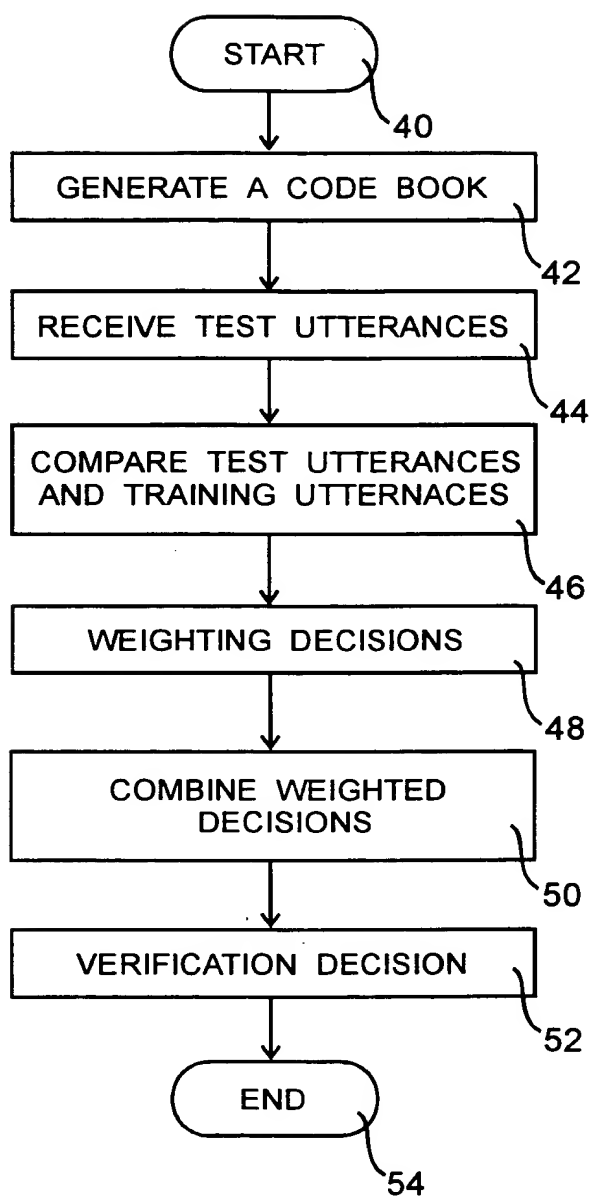 START
40
GENERATE A CODE BOOK
42
RECEIVE TEST UTTERANCES
44
COMPARE TEST UTTERANCES
AND TRAINING UTTERNACES
46
WEIGHTING DECISIONS
48
COMBINE WEIGHTED
DECISIONS
50
VERIFICATION DECISION
52
END
54